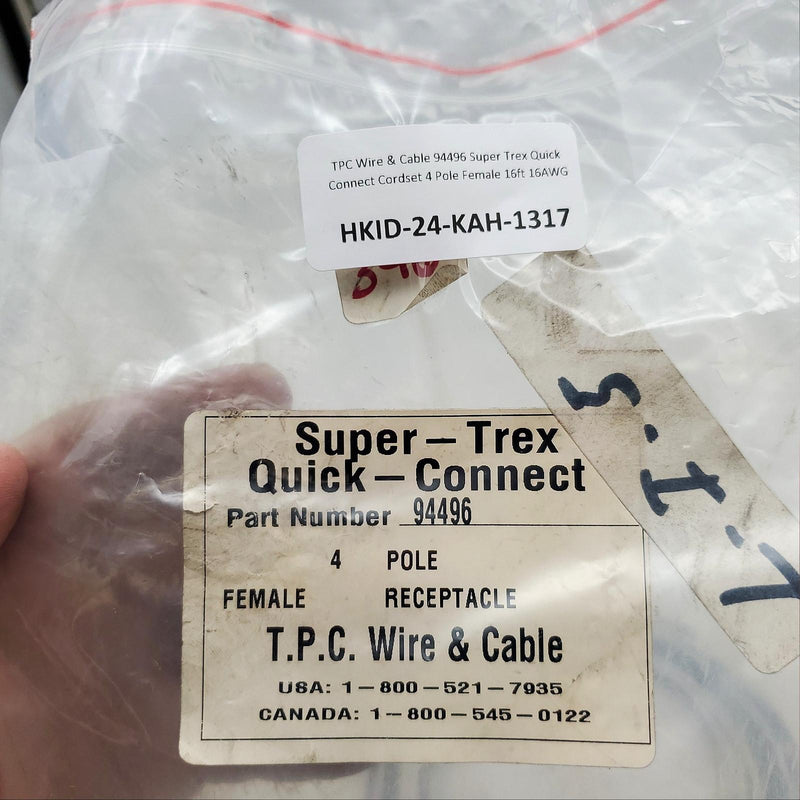 TPC Wire & Cable 94496 Super Trex Quick
Connect Cordset 4 Pole Female 16ft 16AWG
HKID-24-KAH-1317
Super-Trex
Quick-Connect
Part Number 94496
4 POLE
FEMALE RECEPTACLE
T.P.C. Wire & Cable
USA: 1-800-521-7935
CANADA: 1-800-545-0122